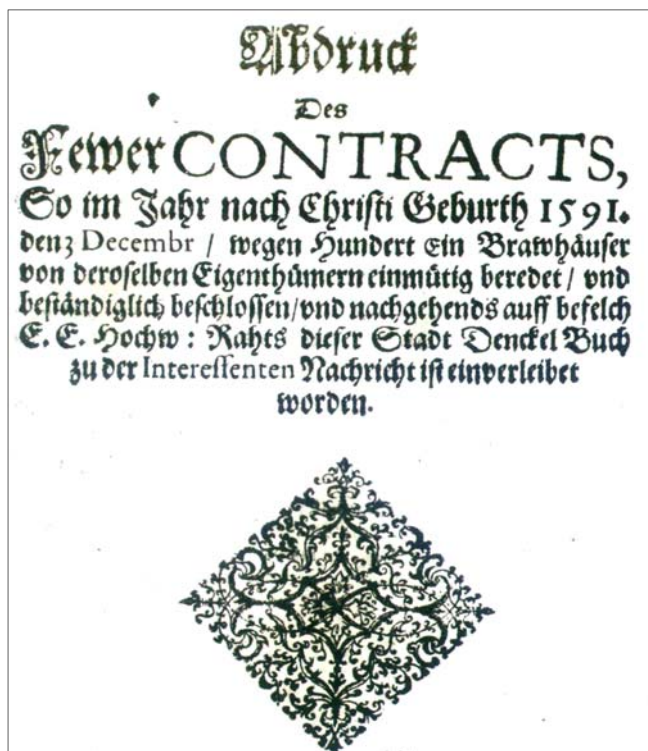 Abdruck
Des
Fewer CONTRACTS,
So im Jahr nach Christi Geburth 1591.
den 3 Decembr / wegen Hundert Ein Brawhäuser
von deroselben Eigenthümern einmütig beredet / vnd
beständiglich beschlossen / vnd nachgehends auff befelch
E. E. Hochw : Rahts dieser Stadt Denckel Buch
zu der Interessenten Nachricht ist einverleibet
worden.